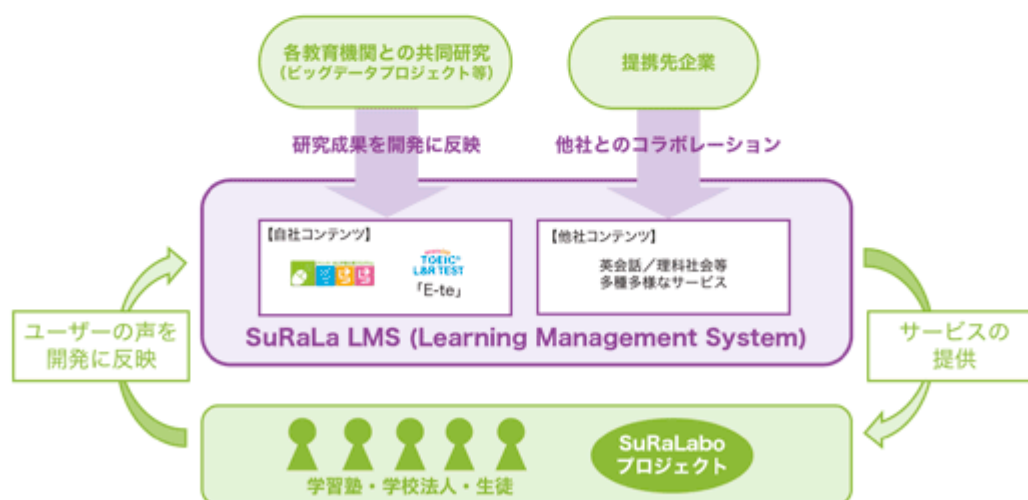 各教育機関との共同研究
(ビッグデータプロジェクト等)
提携先企業
研究成果を開発に反映
他社とのコラボレーション
【自社コンテンツ】
TOEIC®
L&R TEST
「E-te」
【他社コンテンツ】
英会話/理科社会等
多種多様なサービス
SuRaLa LMS (Learning Management System)
ユーザーの声を
開発に反映
サービスの
提供
SuRaLabo
プロジェクト
学習塾・学校法人・生徒